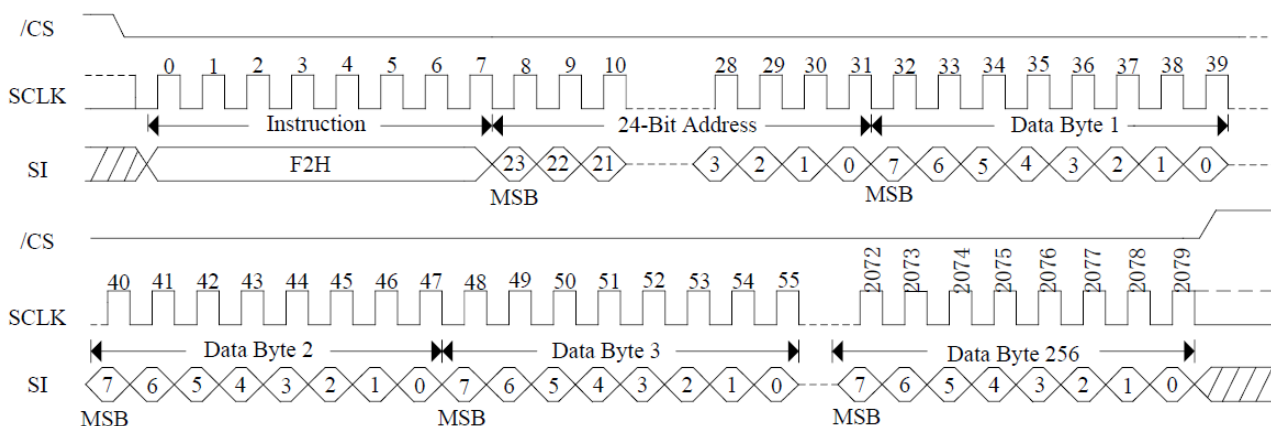 /CS
0 1 2 3 4 5 6 7 8 9 10 28 29 30 31 32 33 34 35 36 37 38 39
SCLK
Instruction 24-Bit Address Data Byte 1
SI F2H 23 22 21 3 2 1 0 7 6 5 4 3 2 1 0
MSB MSB
/CS
40 41 42 43 44 45 46 47 48 49 50 51 52 53 54 55 2072 2073 2074 2075 2076 2077 2078 2079
SCLK
Data Byte 2 Data Byte 3 Data Byte 256
SI 7 6 5 4 3 2 1 0 7 6 5 4 3 2 1 0 7 6 5 4 3 2 1 0
MSB MSB MSB